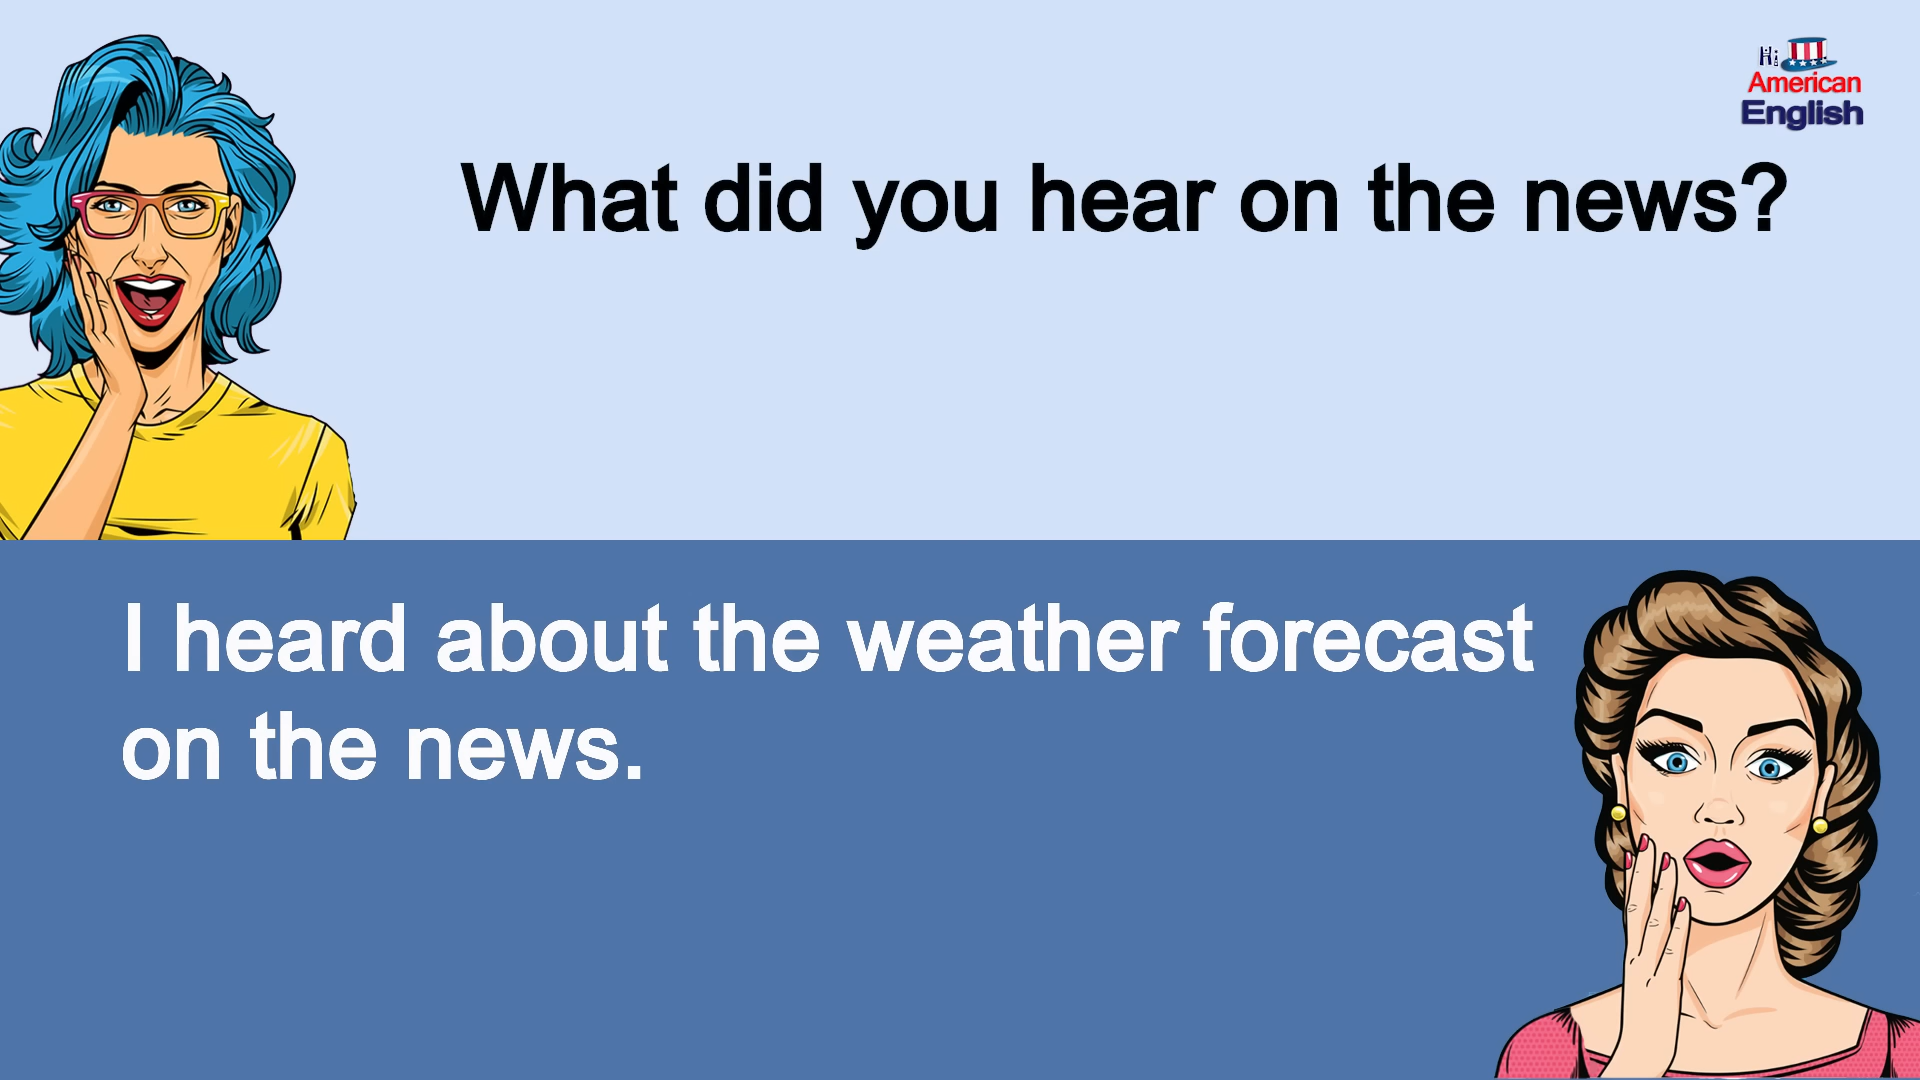 Hi
American
English
What did you hear on the news?
I heard about the weather forecast
on the news.